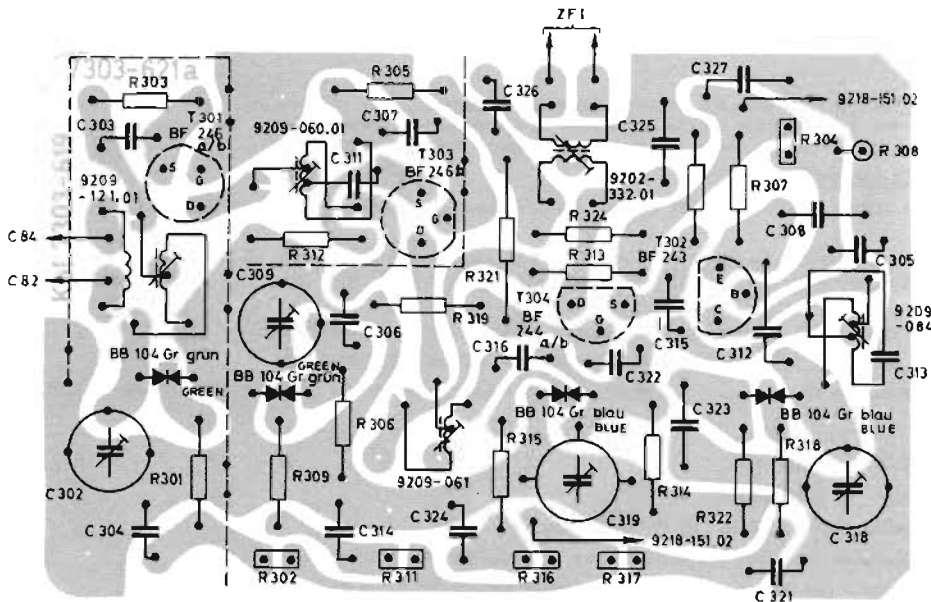 ZF1
7303-621a
R303
R305
C326
C327
9218-151.02
C303
T301
BF 246
a/b
9209-060.01
C307
C325
R304
R308
C311
T303
BF 246
S
G
D
S
G
D
9202-
332.01
R307
9209
-121.01
R324
C308
C84
R312
R321
R313
T302
BF 243
C305
C82
C309
T304
BF
244
a/b
D
S
G
E
B
C
9209
-084
C306
R319
C316
C315
C312
C313
BB 104 Gr grün
GREEN
GREEN
BB 104 Gr grün
C322
R306
BB 104 Gr blau
BLUE
C323
BB 104 Gr blau
BLUE
R315
R318
R301
R309
9209-061
R314
C302
C304
C314
C324
C319
R322
C318
9218-151.02
R302
R311
R316
R317
C321